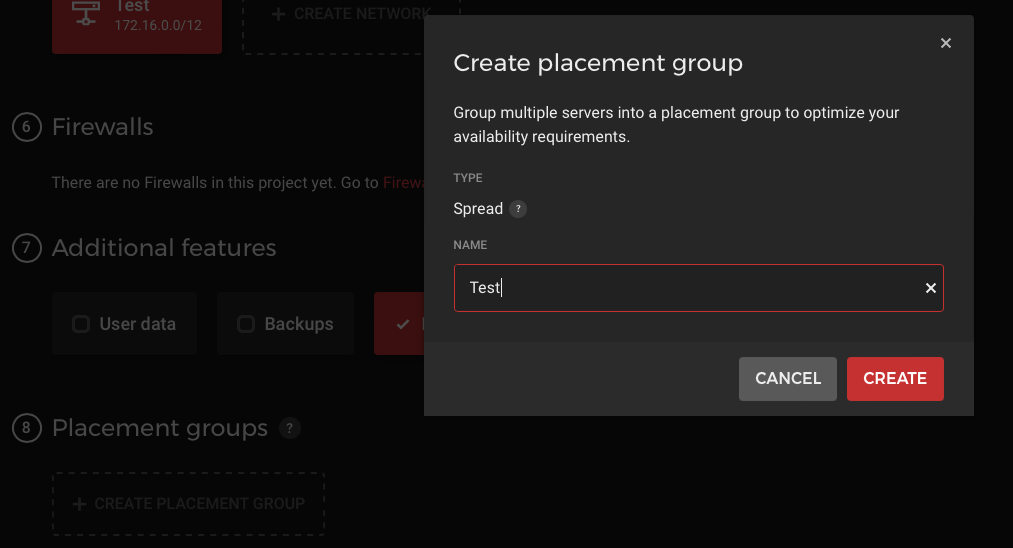 Test
172.16.0.0/12
CREATE NETWORK
6
Firewalls
There are no Firewalls in this project yet. Go to
7
Additional features
User data
Backups
8
Placement groups ?
CREATE PLACEMENT GROUP
Create placement group
Group multiple servers into a placement group to optimize your
availability requirements.
TYPE
Spread ?
NAME
Test
CANCEL
CREATE